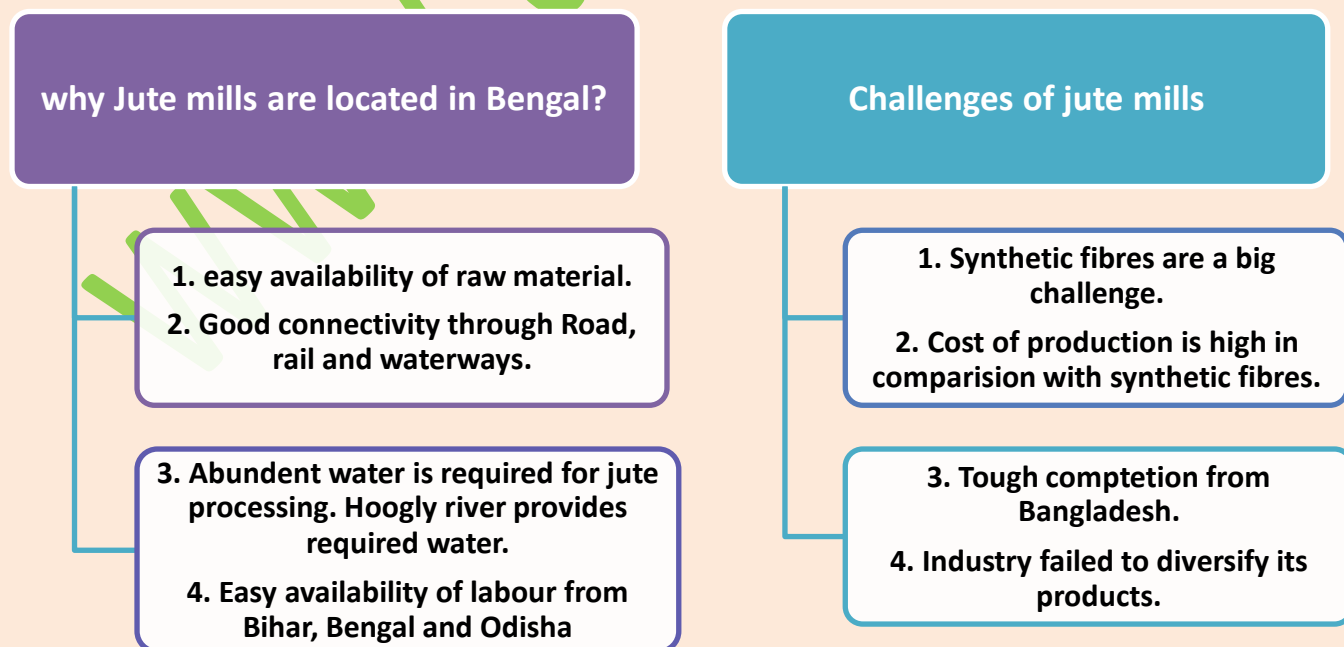 why Jute mills are located in Bengal?
1. easy availability of raw material.
2. Good connectivity through Road,
rail and waterways.
3. Abundent water is required for jute
processing. Hoogly river provides
required water.
4. Easy availability of labour from
Bihar, Bengal and Odisha
Challenges of jute mills
1. Synthetic fibres are a big
challenge.
2. Cost of production is high in
comparision with synthetic fibres.
3. Tough comptetion from
Bangladesh.
4. Industry failed to diversify its
products.